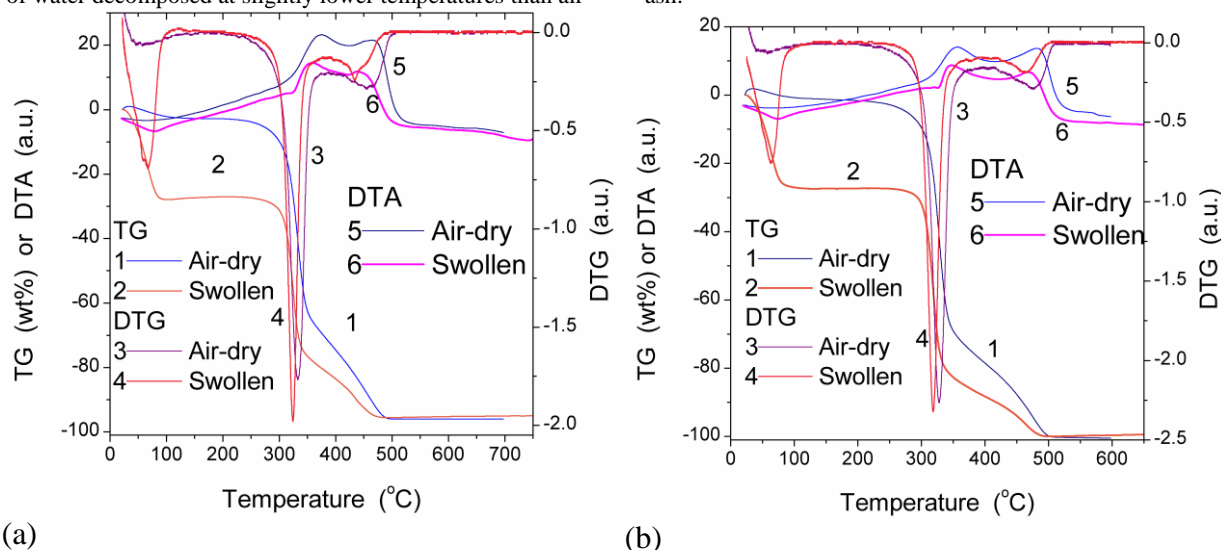 of water decomposed at slightly lower temperatures than air
ash.
20
0
-20
-40
-60
-80
-100
TG (wt%) or DTA (a.u.)
0 100 200 300 400 500 600 700
Temperature (°C)
0.0
-0.5
-1.0
-1.5
-2.0
DTG (a.u.)
5
6
3
2
4
1
DTA
5 Air-dry
6 Swollen
TG
1 Air-dry
2 Swollen
DTG
3 Air-dry
4 Swollen
(a)
20
0
-20
-40
-60
-80
-100
TG (wt%) or DTA (a.u.)
0 100 200 300 400 500 600
Temperature (°C)
0.0
-0.5
-1.0
-1.5
-2.0
-2.5
DTG (a.u.)
5
3
6
2
4
1
DTA
5 Air-dry
6 Swollen
TG
1 Air-dry
2 Swollen
DTG
3 Air-dry
4 Swollen
(b)